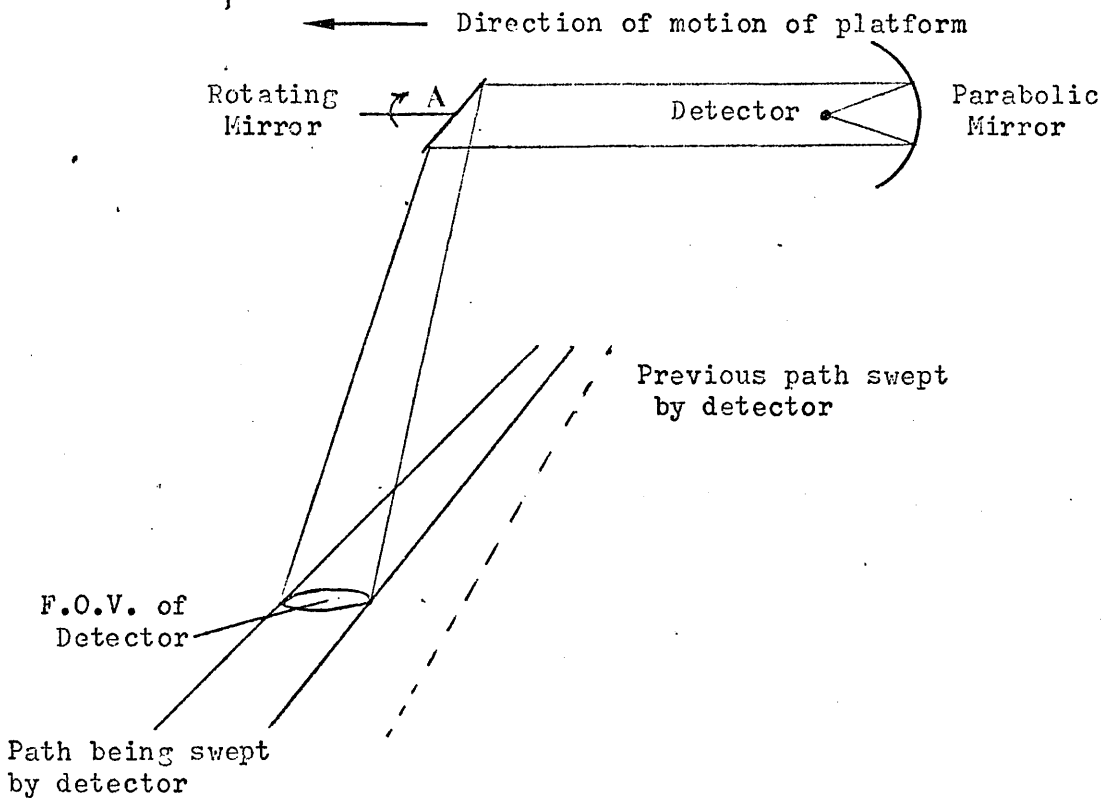 Direction of motion of platform
Rotating
Mirror
A
Detector
Parabolic
Mirror
Previous path swept
by detector
F.O.V. of
Detector
Path being swept
by detector